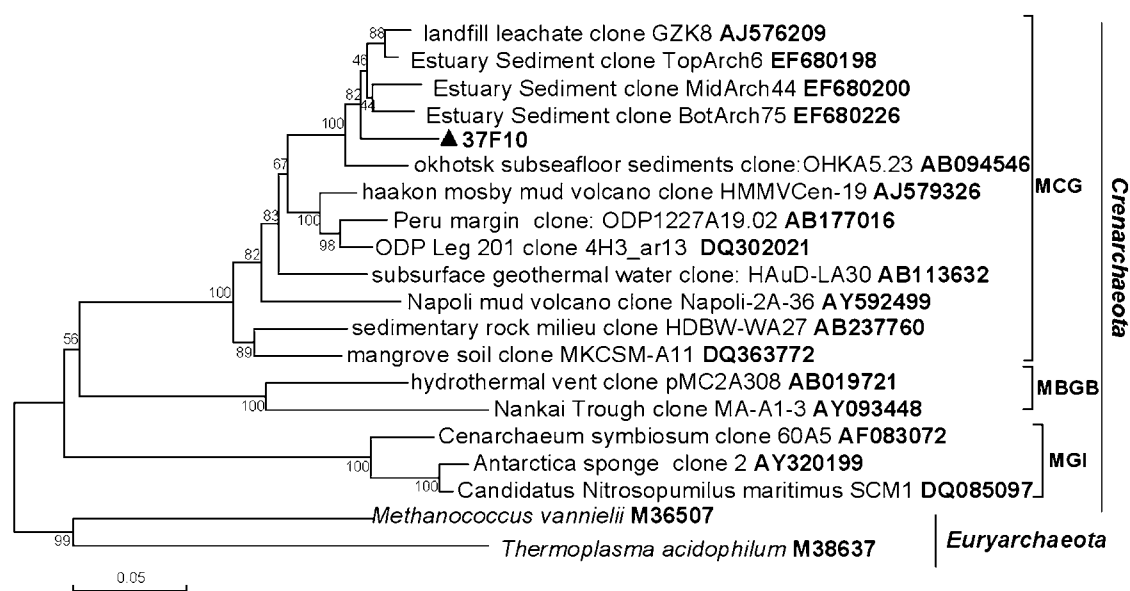 88
landfill leachate clone GZK8 AJ576209
46
Estuary Sediment clone TopArch6 EF680198
82
44
Estuary Sediment clone MidArch44 EF680200
100
Estuary Sediment clone BotArch75 EF680226
37F10
67
okhotsk subseafloor sediments clone:OHKA5.23 AB094546
MCG
haakon mosby mud volcano clone HMMVCen-19 AJ579326
83
100
Peru margin clone: ODP1227A19.02 AB177016
98
ODP Leg 201 clone 4H3_ar13 DQ302021
82
subsurface geothermal water clone: HAuD-LA30 AB113632
100
Napoli mud volcano clone Napoli-2A-36 AY592499
sedimentary rock milieu clone HDBW-WA27 AB237760
56
89
mangrove soil clone MKCSM-A11 DQ363772
Crenarchaeota
hydrothermal vent clone pMC2A308 AB019721
MBGB
100
Nankai Trough clone MA-A1-3 AY093448
Cenarchaeum symbiosum clone 60A5 AF083072
100
Antarctica sponge clone 2 AY320199
MGI
100
Candidatus Nitrosopumilus maritimus SCM1 DQ085097
Methanococcus vannielii M36507
99
Thermoplasma acidophilum M38637
Euryarchaeota
0.05